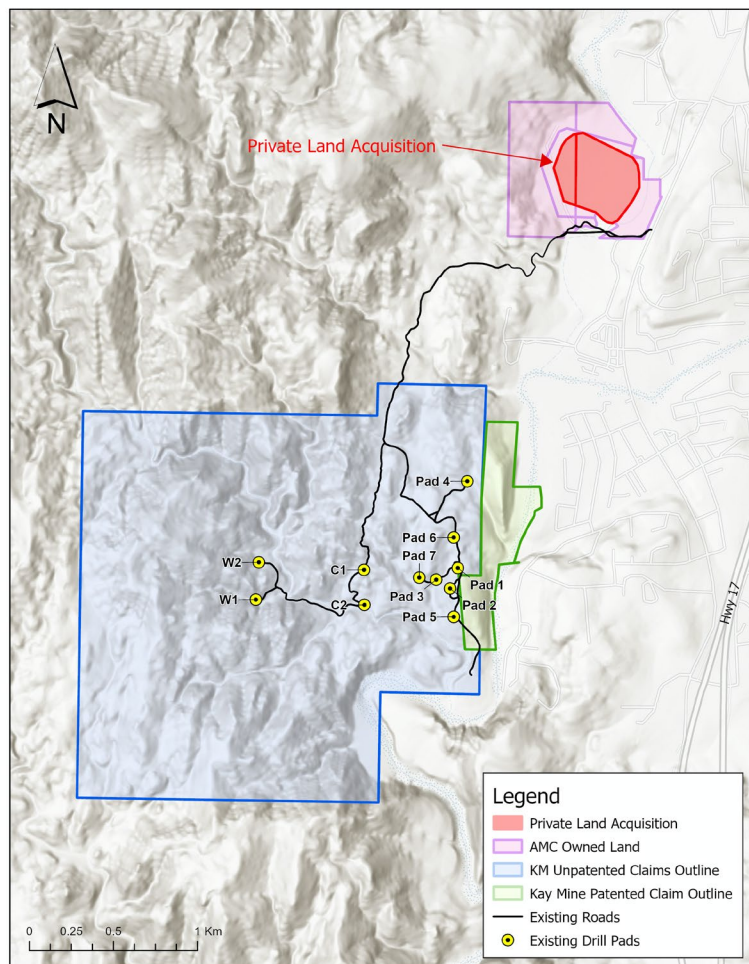 N
Private Land Acquisition
Pad 4
Pad 6
Pad 7
W2
C1
Pad 1
Pad 3
W1
C2
Pad 2
Pad 5
Hwy 17
Legend
Private Land Acquisition
AMC Owned Land
KM Unpatented Claims Outline
Kay Mine Patented Claim Outline
Existing Roads
Existing Drill Pads
0 0.25 0.5 1 Km